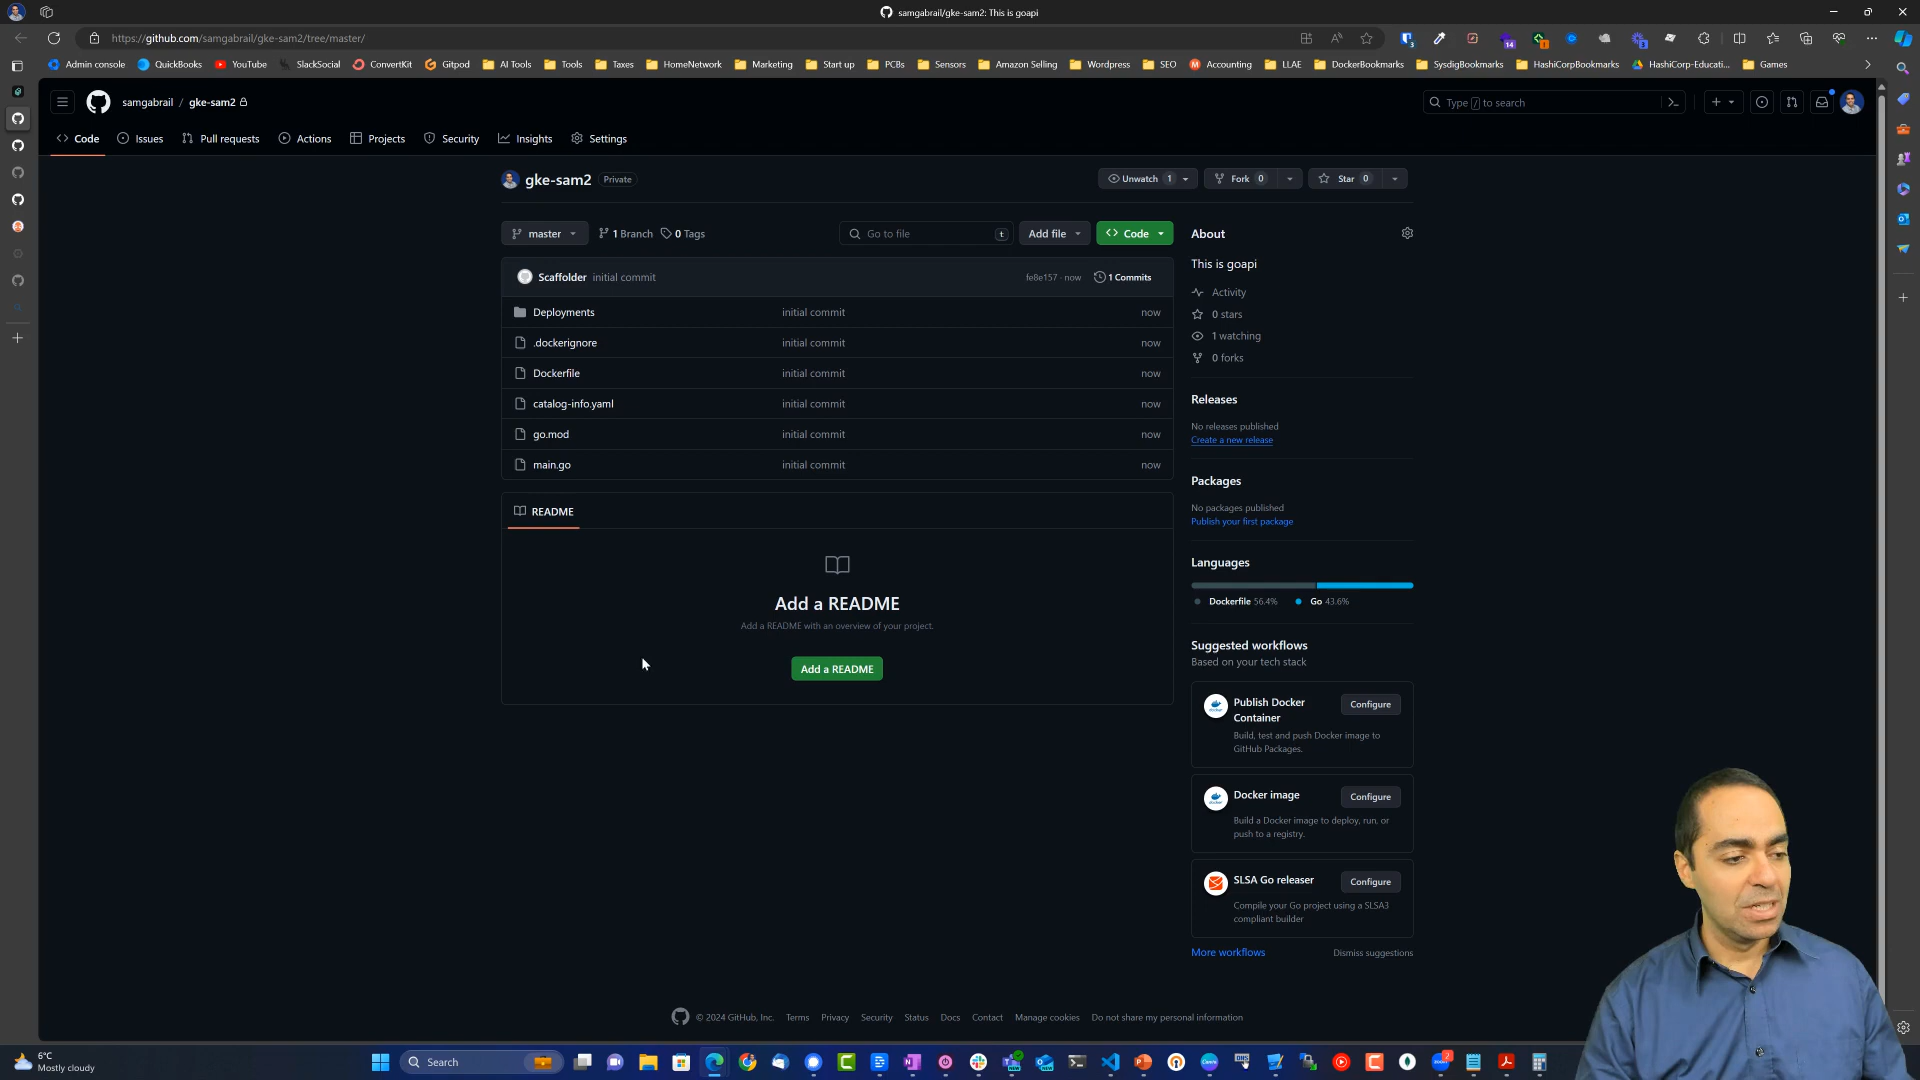 samgabrail/gke-sam2: This is goapi
https://github.com/samgabrail/gke-sam2/tree/master/
Admin console
QuickBooks
YouTube
SlackSocial
ConvertKit
Gitpod
AI Tools
Tools
Taxes
HomeNetwork
Marketing
Start up
PCBs
Sensors
Amazon Selling
Wordpress
SEO
Accounting
LLAE
DockerBookmarks
SysdigBookmarks
HashiCorpBookmarks
HashiCorp-Educati...
Games
samgabrail / gke-sam2
Type / to search
Code
Issues
Pull requests
Actions
Projects
Security
Insights
Settings
gke-sam2 Private
Unwatch 1
Fork 0
Star 0
master
1 Branch
0 Tags
Go to file t
Add file
Code
Scaffolder initial commit
fe8e157 · now
1 Commits
Deployments initial commit now
.dockerignore initial commit now
Dockerfile initial commit now
catalog-info.yaml initial commit now
go.mod initial commit now
main.go initial commit now
README
Add a README
Add a README with an overview of your project.
Add a README
About
This is goapi
Activity
0 stars
1 watching
0 forks
Releases
No releases published
Create a new release
Packages
No packages published
Publish your first package
Languages
Dockerfile 56.4% Go 43.6%
Suggested workflows
Based on your tech stack
Publish Docker
Container
Configure
Build, test and push Docker image to
GitHub Packages.
Docker image
Configure
Build a Docker image to deploy, run, or
push to a registry.
SLSA Go releaser
Configure
Compile your Go project using a SLSA3
compliant builder
More workflows
Dismiss suggestions
© 2024 GitHub, Inc. Terms Privacy Security Status Docs Contact Manage cookies Do not share my personal information
6°C
Mostly cloudy
Search